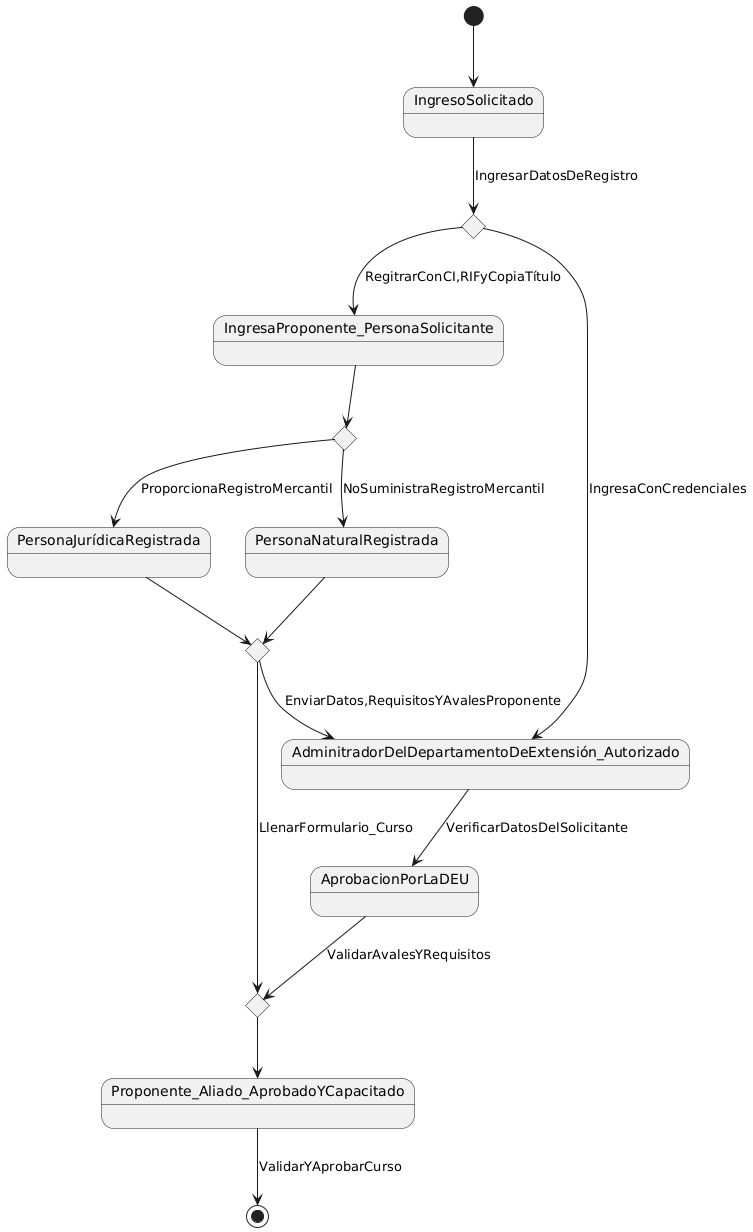 IngresoSolicitado
IngresarDatosDeRegistro
RegitrarConCI,RIFyCopiaTítulo
IngresaProponente_PersonaSolicitante
ProporcionaRegistroMercantil
NoSuministraRegistroMercantil
IngresaConCredenciales
PersonaJurídicaRegistrada
PersonaNaturalRegistrada
EnviarDatos,RequisitosYAvalesProponente
AdminitradorDelDepartamentoDeExtensión_Autorizado
LlenarFormulario_Curso
VerificarDatosDelSolicitante
AprobacionPorLaDEU
ValidarAvalesYRequisitos
Proponente_Aliado_AprobadoYCapacitado
ValidarYAprobarCurso